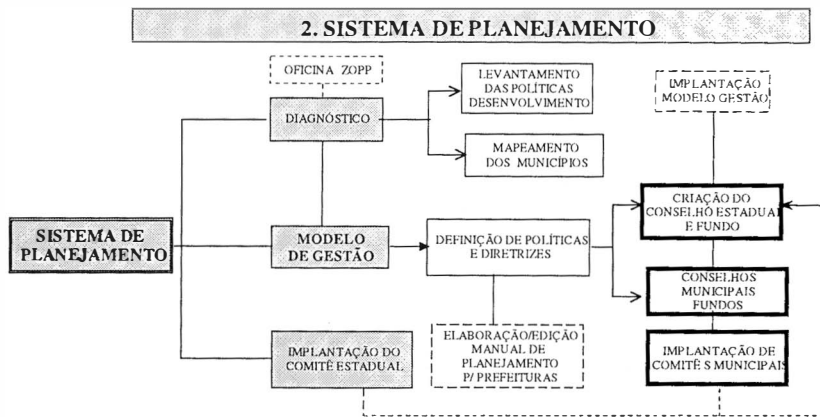 2. SISTEMA DE PLANEJAMENTO
OFICINA ZOPP
DIAGNÓSTICO
LEVANTAMENTO
DAS POLÍTICAS
DESENVOLVIMENTO
MAPEAMENTO
DOS MUNICÍPIOS
IMPLANTAÇÃO
MODELO GESTÃO
SISTEMA DE
PLANEJAMENTO
MODELO
DE GESTÃO
DEFINIÇÃO DE POLÍTICAS
E DIRETRIZES
CRIAÇÃO DO
CONSELHO ESTADUAL
E FUNDO
CONSELHOS
MUNICIPAIS
FUNDOS
IMPLANTAÇÃO DO
COMITÊ ESTADUAL
ELABORAÇÃO/EDIÇÃO
MANUAL DE
PLANEJAMENTO
P/ PREFEITURAS
IMPLANTAÇÃO DE
COMITÊ S MUNICIPAIS